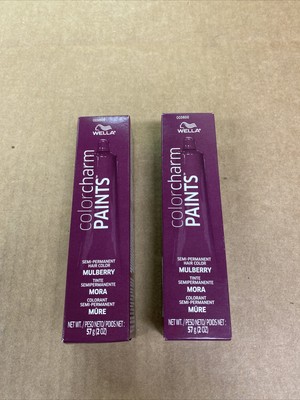 WELLA
colorcharm
PAINTS
SEMI-PERMANENT
HAIR COLOR
MULBERRY
TINTE
SEMIPERMANENTE
MORA
COLORANT
SEMI-PERMANENT
MÛRE
NET WT. / PESO NETO / POIDS NET :
57 g (2 OZ)
WELLA
colorcharm
PAINTS
SEMI-PERMANENT
HAIR COLOR
MULBERRY
TINTE
SEMIPERMANENTE
MORA
COLORANT
SEMI-PERMANENT
MÛRE
NET WT. / PESO NETO / POIDS NET :
57 g (2 OZ)